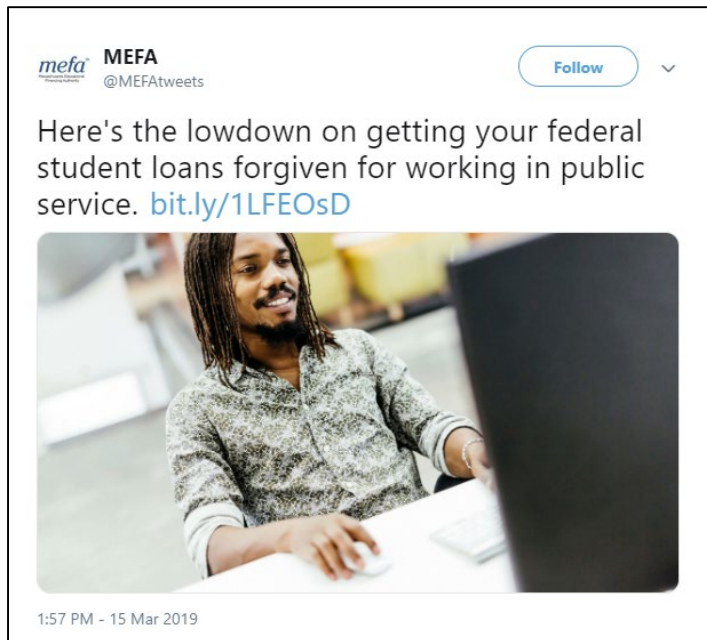 mefa
MEFA
@MEFAtweets
Follow
Here's the lowdown on getting your federal
student loans forgiven for working in public
service. bit.ly/1LFEOsD
1:57 PM - 15 Mar 2019